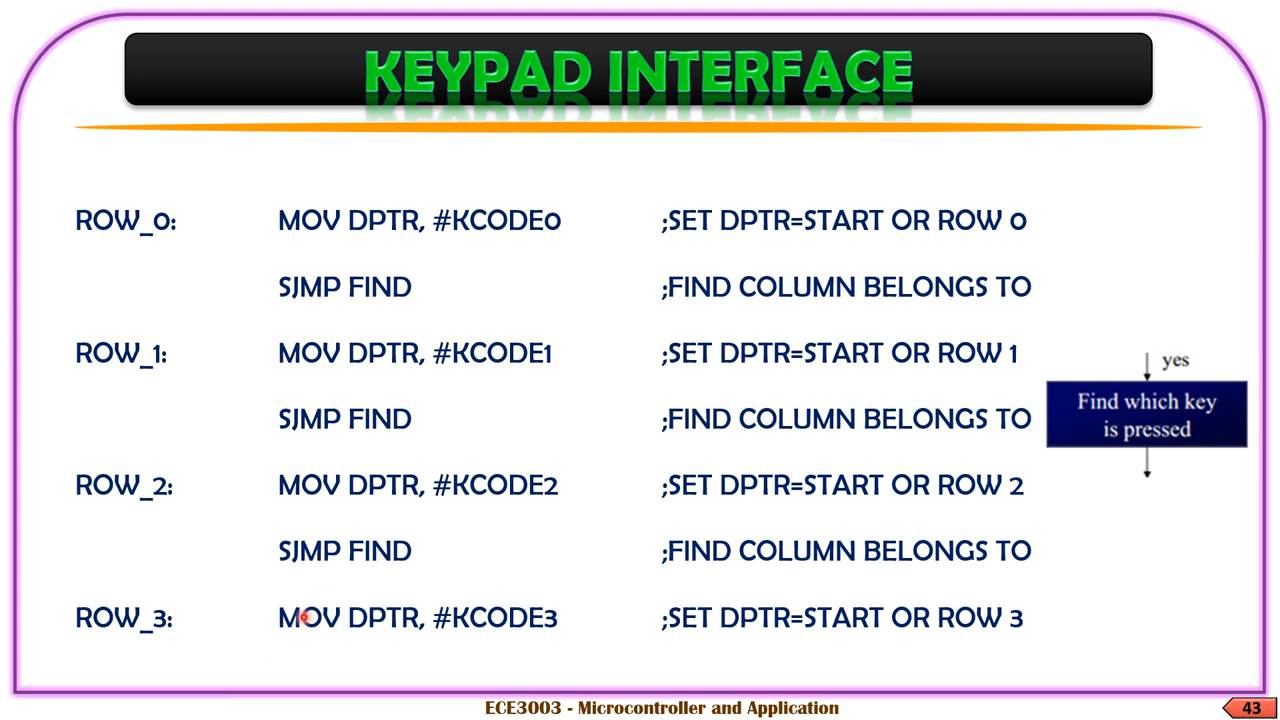 KEYPAD INTERFACE
ROW_0: MOV DPTR, #KCODE0 ;SET DPTR=START OR ROW 0
SJMP FIND ;FIND COLUMN BELONGS TO
ROW_1: MOV DPTR, #KCODE1 ;SET DPTR=START OR ROW 1
yes
SJMP FIND ;FIND COLUMN BELONGS TO
Find which key
is pressed
ROW_2: MOV DPTR, #KCODE2 ;SET DPTR=START OR ROW 2
SJMP FIND ;FIND COLUMN BELONGS TO
ROW_3: MOV DPTR, #KCODE3 ;SET DPTR=START OR ROW 3
ECE3003 - Microcontroller and Application
43